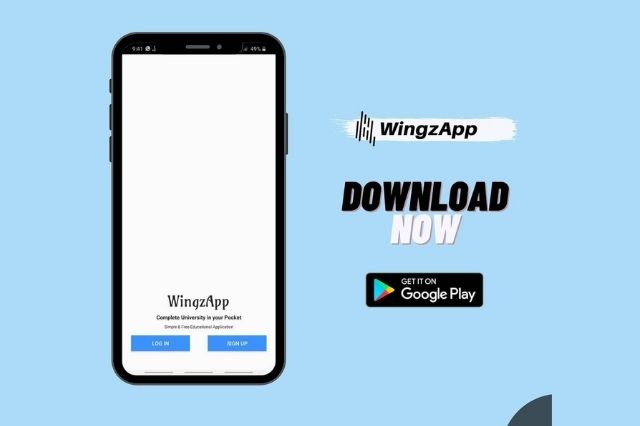 9:41
49%
WingzApp
Complete University in your Pocket
Simple & Free Educational Application
LOG IN
SIGN UP
WingzApp
DOWNLOAD
NOW
GET IT ON
Google Play